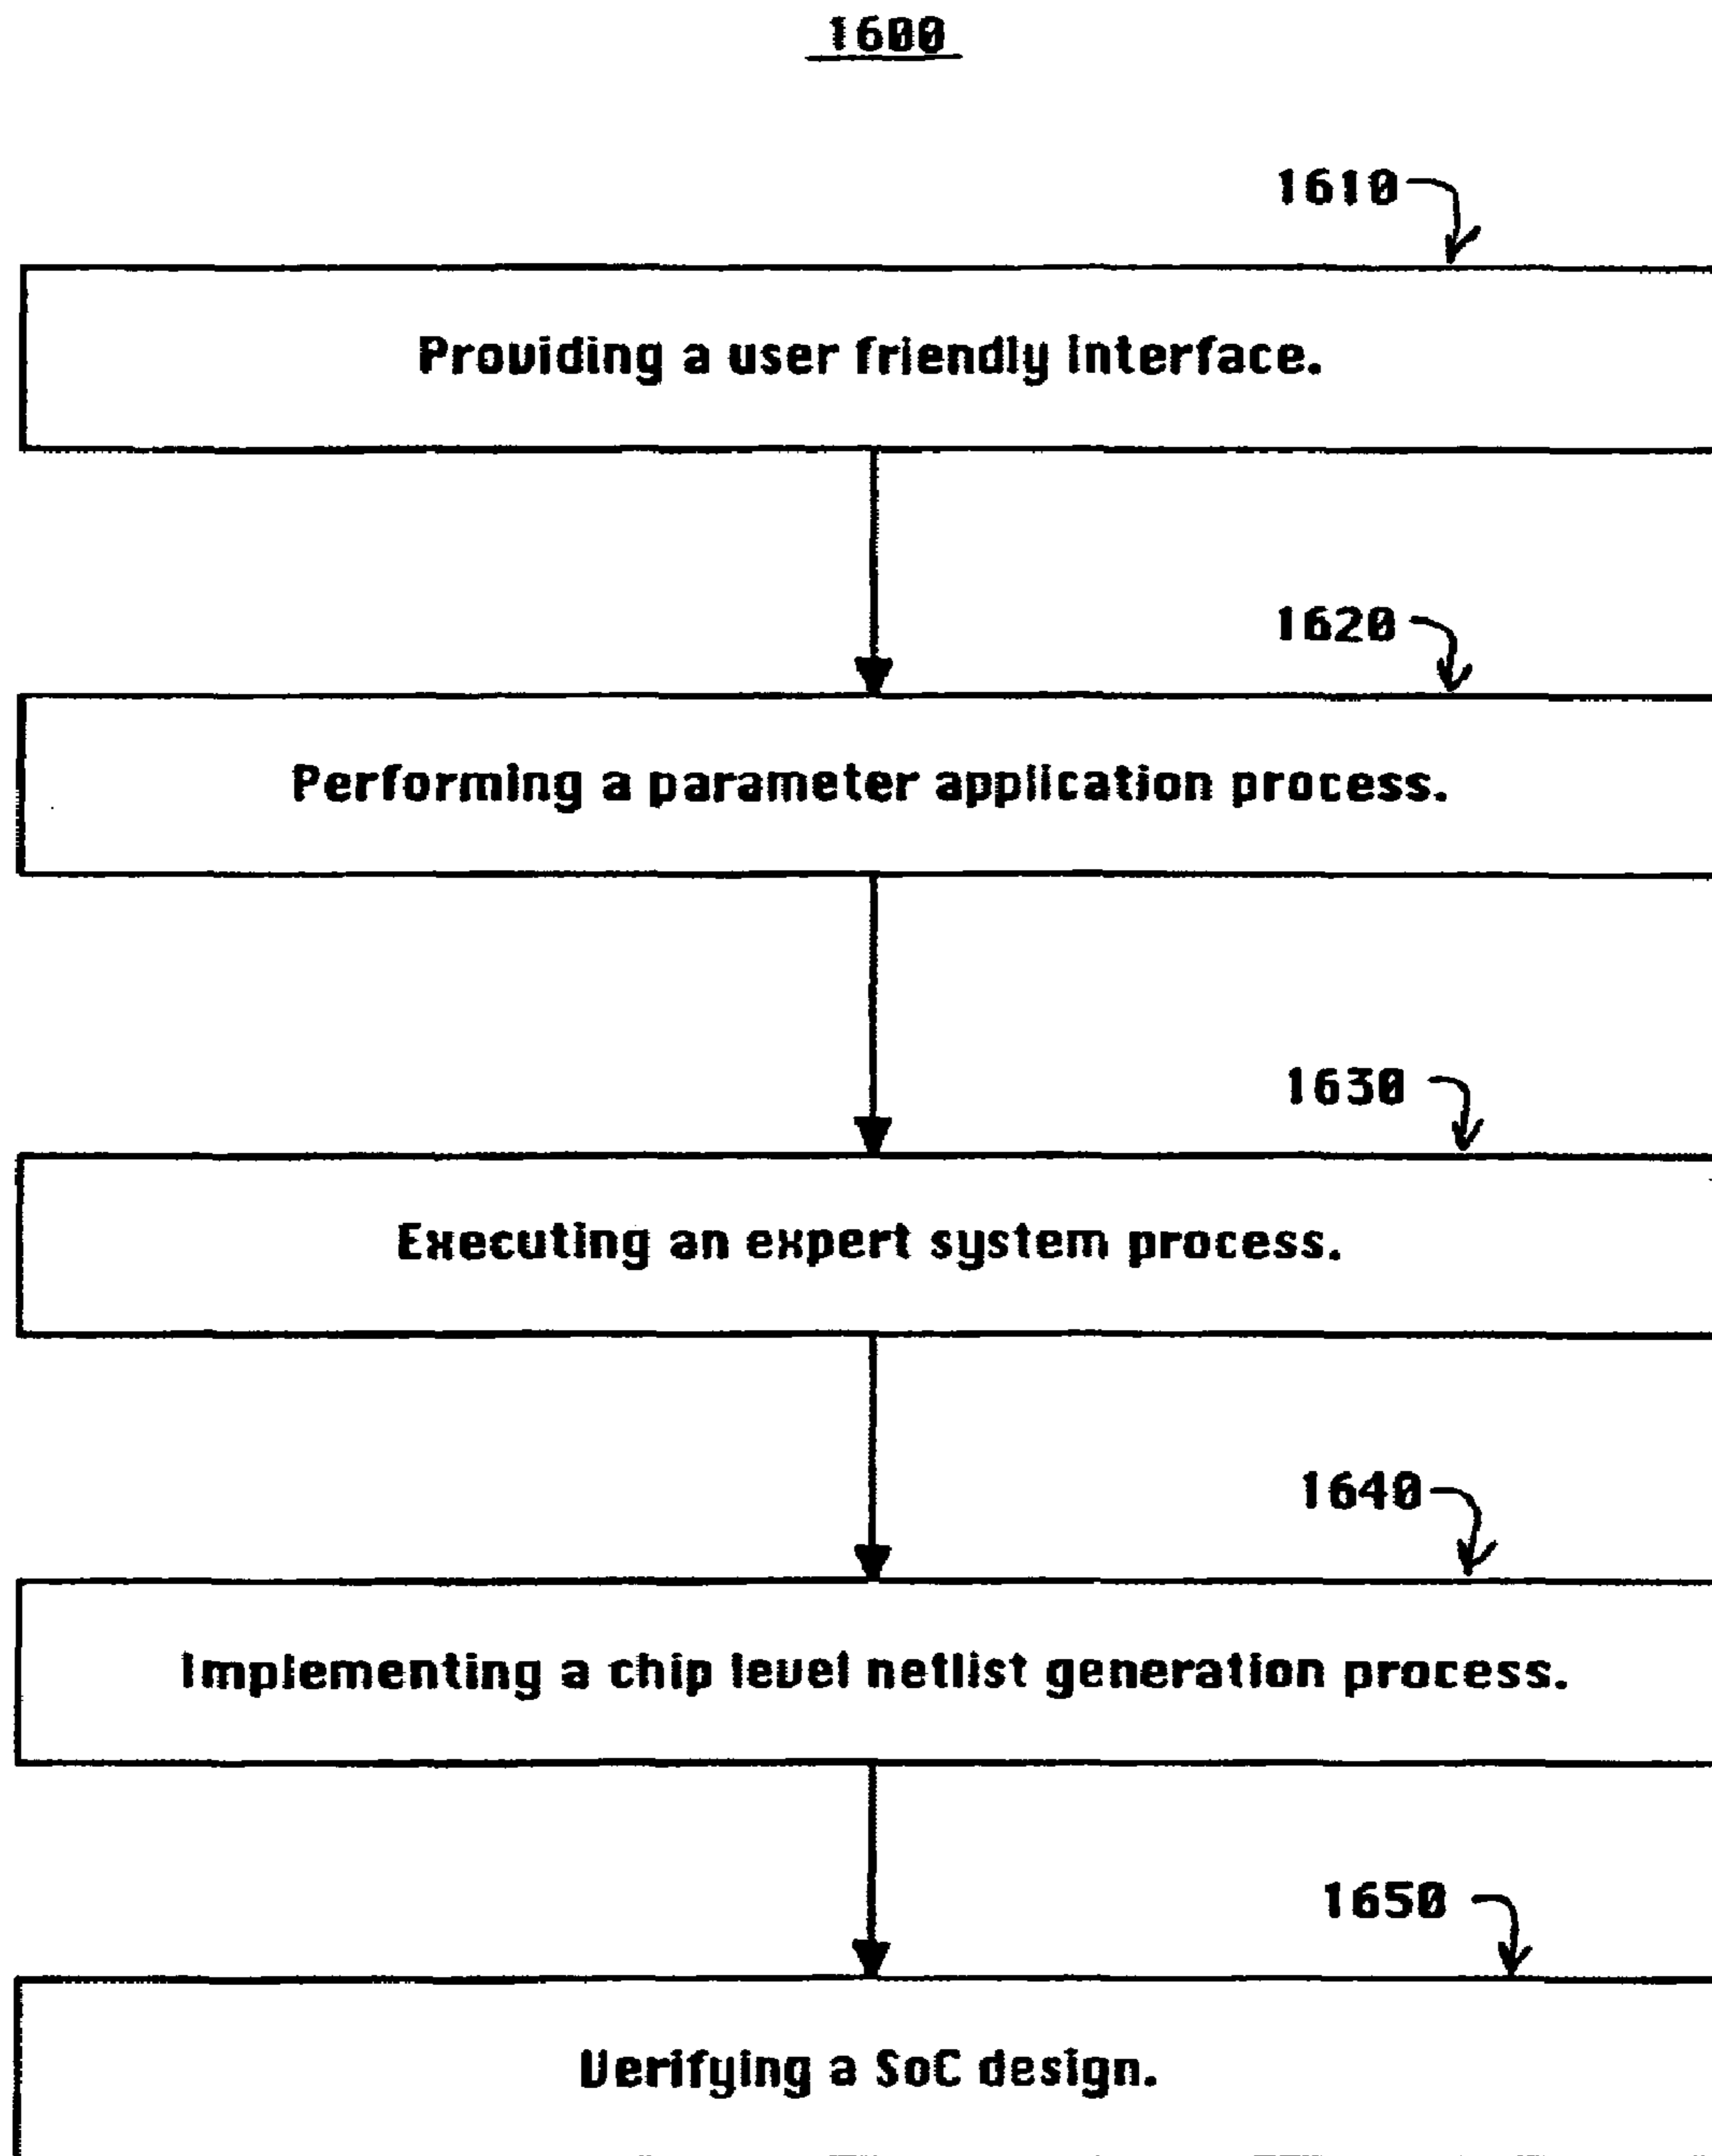 1600
1610
Providing a user friendly interface.
1620
Performing a parameter application process.
1630
Executing an expert system process.
1640
Implementing a chip level netlist generation process.
1650
Verifying a SoC design.